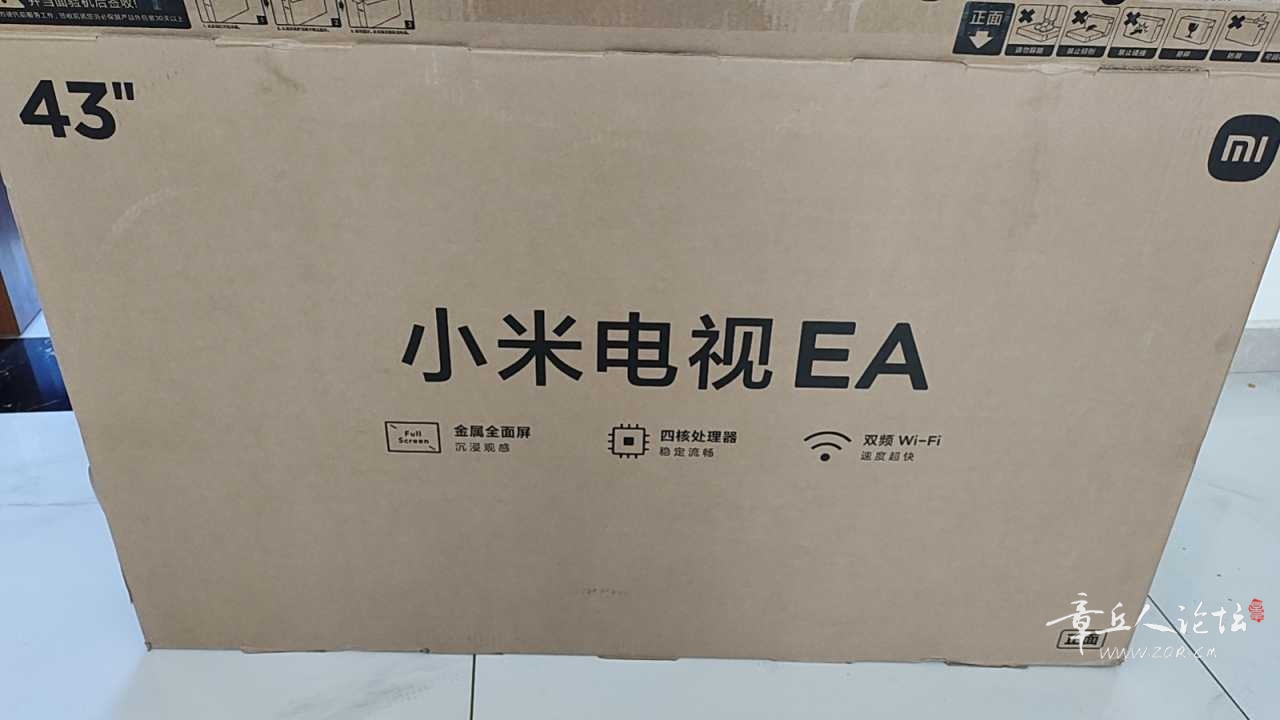 43"
正面
小米电视EA
Full Screen
金属全面屏
沉浸观感
四核处理器
稳定流畅
双频 Wi-Fi
速度超快
正面
章丘人论坛
WWW.ZQR.CM